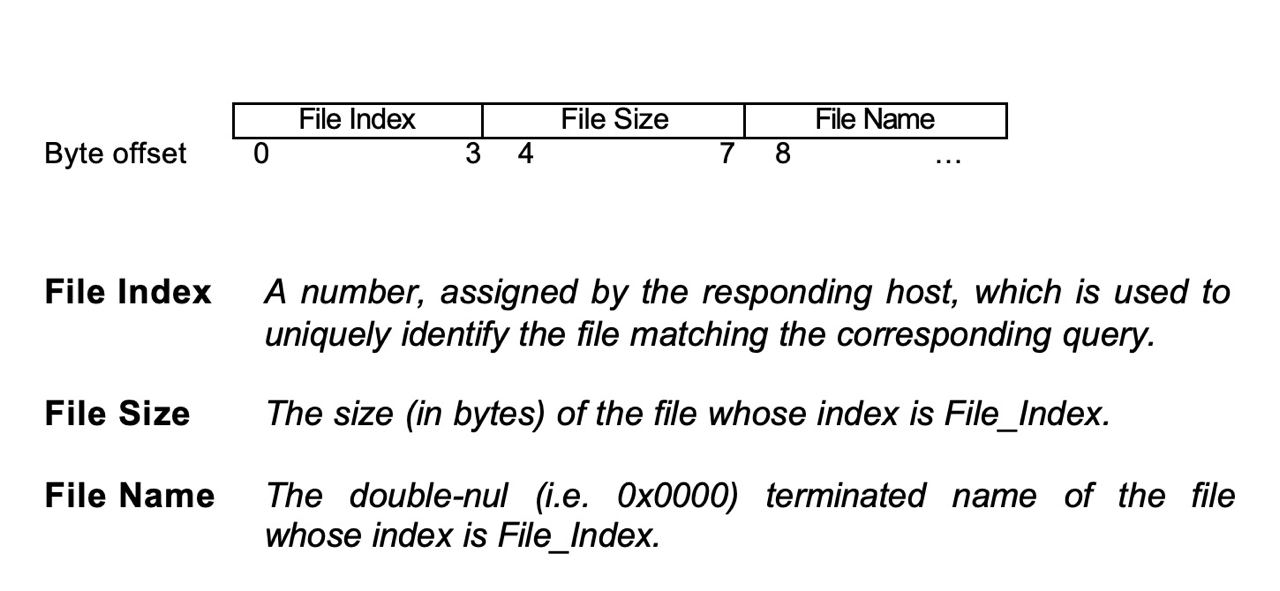 File Index File Size File Name
Byte offset 0 3 4 7 8 ...
File Index A number, assigned by the responding host, which is used to
uniquely identify the file matching the corresponding query.
File Size The size (in bytes) of the file whose index is File_Index.
File Name The double-nul (i.e. 0x0000) terminated name of the file
whose index is File_Index.